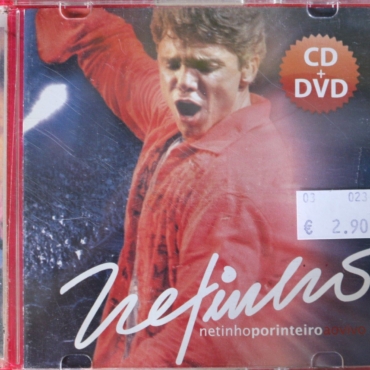 CD
+
DVD
03 023
€ 2.90
Netinho
netinhoporinteiro